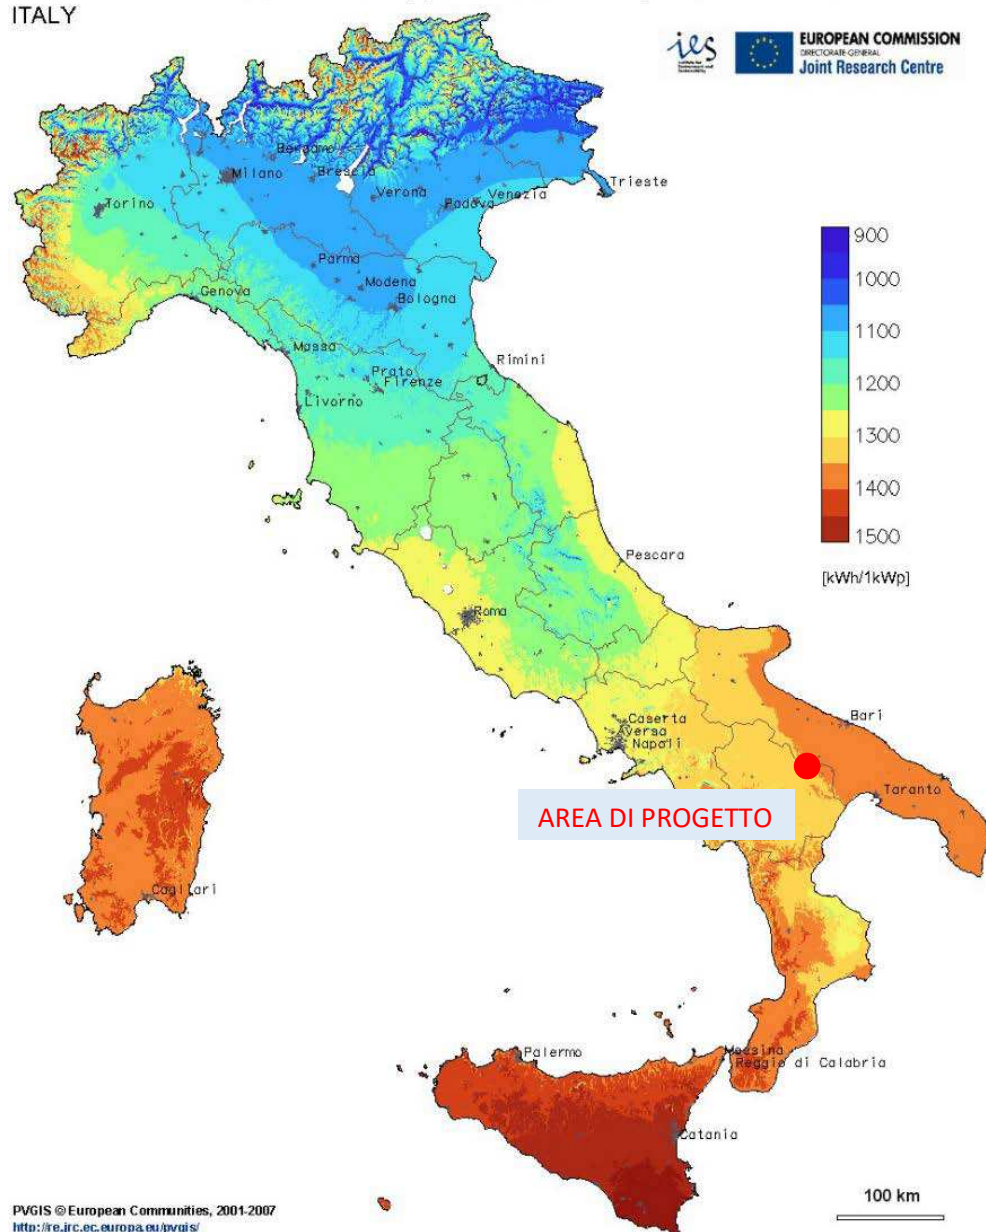 ITALY
ies
EUROPEAN COMMISSION
DIRECTORATE-GENERAL
Joint Research Centre
Bergamo
Milano
Brescia
Trieste
Verona
Venezia
Padova
Torino
900
1000
1100
1200
1300
1400
1500
[kWh/1kWp]
Parma
Modena
Genova
Bologna
Massa
Rimini
Prato
Firenze
Livorno
Pescara
Roma
Caserta
Aversa
Napoli
Bari
Taranto
AREA DI PROGETTO
Cagliari
Palermo
Messina
Reggio di Calabria
Catania
100 km
PVGIS © European Communities, 2001-2007
http://re.jrc.ec.europa.eu/pvgis/